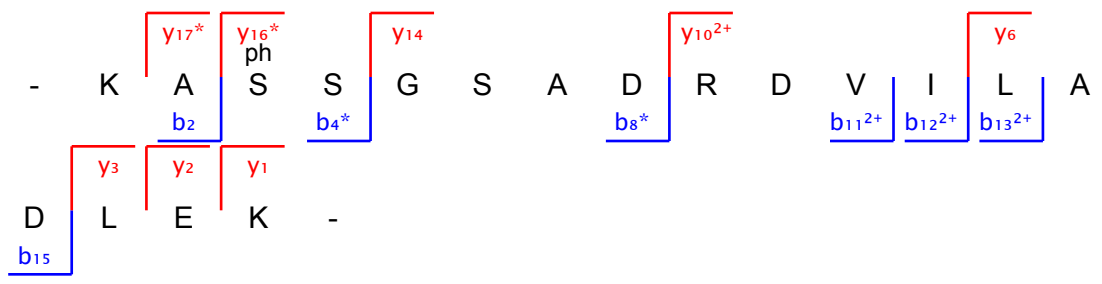 y17* y16* y14 y102+ y6
ph
- K A S S G S A D R D V I L A
b2 b4* b8* b112+ b122+ b132+
y3 y2 y1
D L E K -
b15